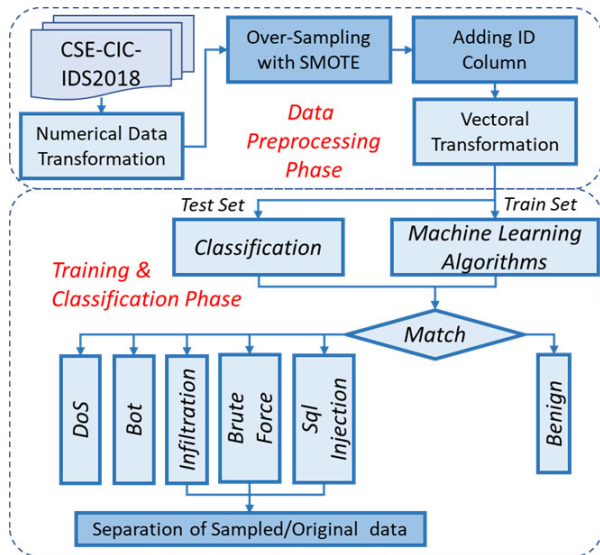 CSE-CIC-
IDS2018
Over-Sampling
with SMOTE
Adding ID
Column
Numerical Data
Transformation
Data
Preprocessing
Phase
Vectoral
Transformation
Test Set
Train Set
Classification
Machine Learning
Algorithms
Training &
Classification Phase
Match
DoS
Bot
Infiltration
Brute
Force
Sql
Injection
Benign
Separation of Sampled/Original data